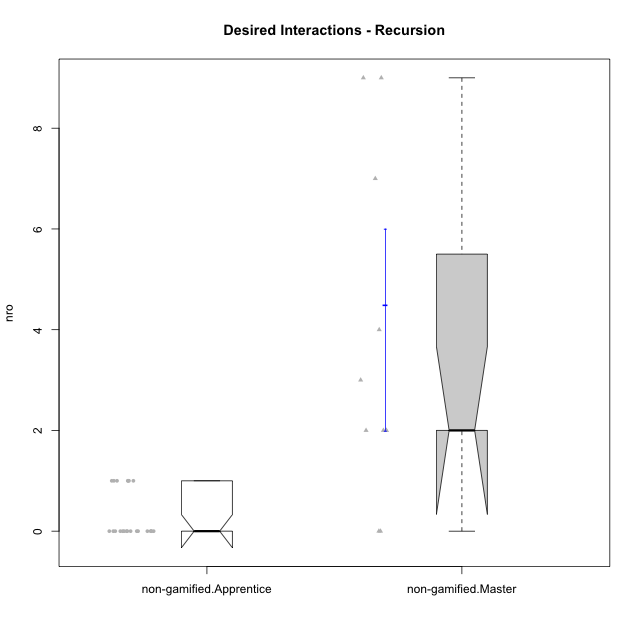 Desired Interactions - Recursion
nro
8
6
4
2
0
non-gamified.Apprentice
non-gamified.Master